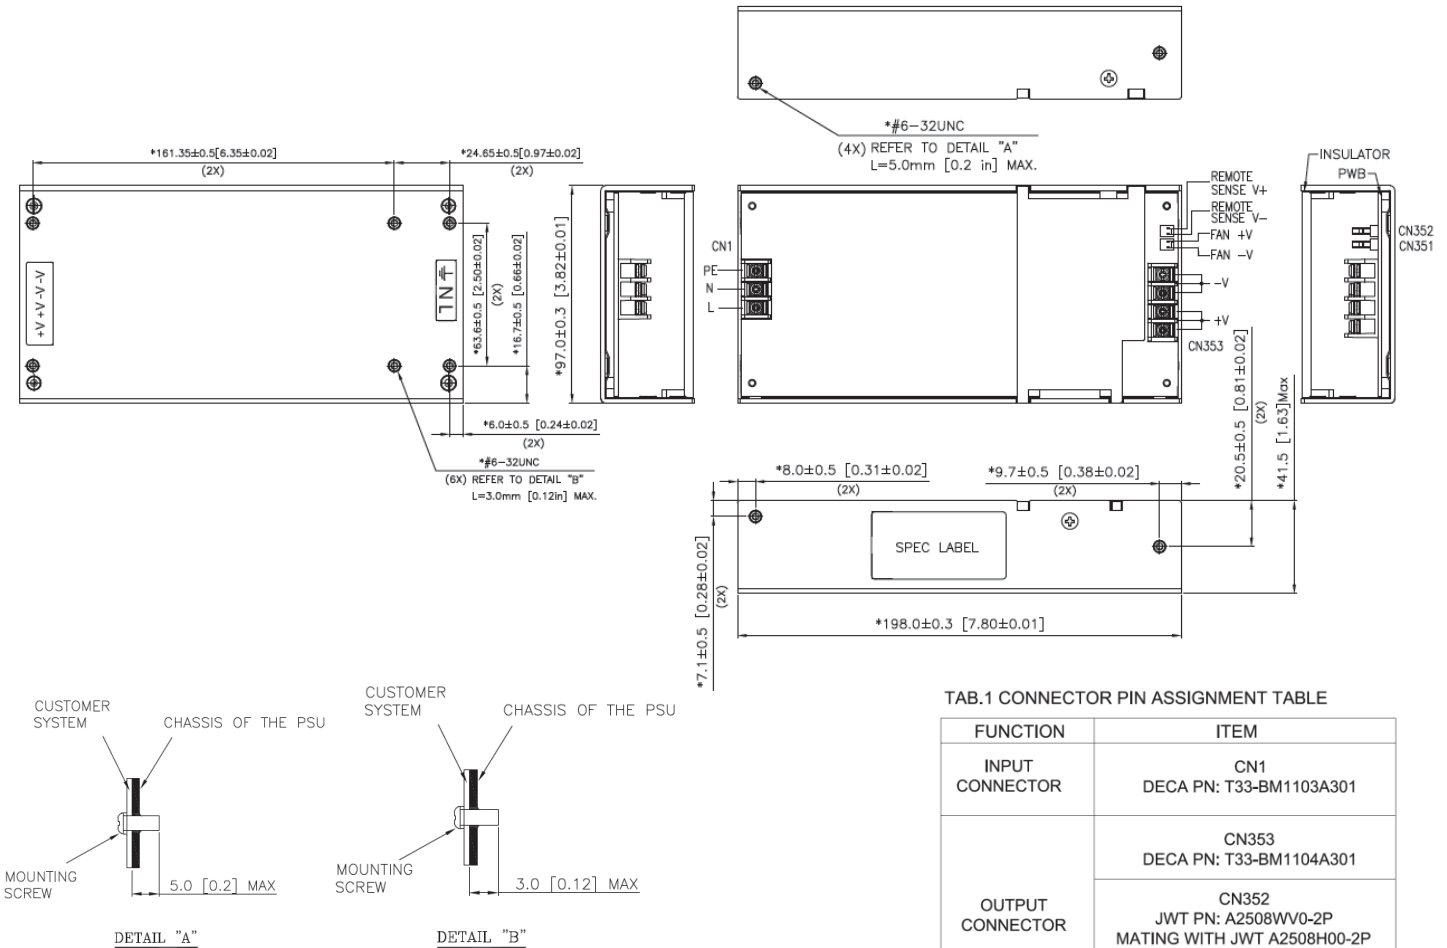 *#6-32UNC
(4X) REFER TO DETAIL "A"
L=5.0mm [0.2 in] MAX.
*161.35±0.5[6.35±0.02]
(2X)
*24.65±0.5[0.97±0.02]
(2X)
+V +V -V -V
L N ⏚
*63.6±0.5 [2.50±0.02]
(2X)
*16.7±0.5 [0.66±0.02]
*97.0±0.3 [3.82±0.01]
*6.0±0.5 [0.24±0.02]
(2X)
*#6-32UNC
(6X) REFER TO DETAIL "B"
L=3.0mm [0.12in] MAX.
CN1
PE
N
L
REMOTE
SENSE V+
REMOTE
SENSE V-
FAN +V
FAN -V
-V
+V
CN353
INSULATOR
PWB
CN352
CN351
*8.0±0.5 [0.31±0.02]
(2X)
*9.7±0.5 [0.38±0.02]
(2X)
*20.5±0.5 [0.81±0.02]
(2X)
*41.5 [1.63]Max
SPEC LABEL
*7.1±0.5 [0.28±0.02]
(2X)
*198.0±0.3 [7.80±0.01]
CUSTOMER
SYSTEM
CHASSIS OF THE PSU
MOUNTING
SCREW
5.0 [0.2] MAX
DETAIL "A"
CUSTOMER
SYSTEM
CHASSIS OF THE PSU
MOUNTING
SCREW
3.0 [0.12] MAX
DETAIL "B"
TAB.1 CONNECTOR PIN ASSIGNMENT TABLE
FUNCTION
ITEM
INPUT
CONNECTOR
CN1
DECA PN: T33-BM1103A301
OUTPUT
CONNECTOR
CN353
DECA PN: T33-BM1104A301
CN352
JWT PN: A2508WV0-2P
MATING WITH JWT A2508H00-2P